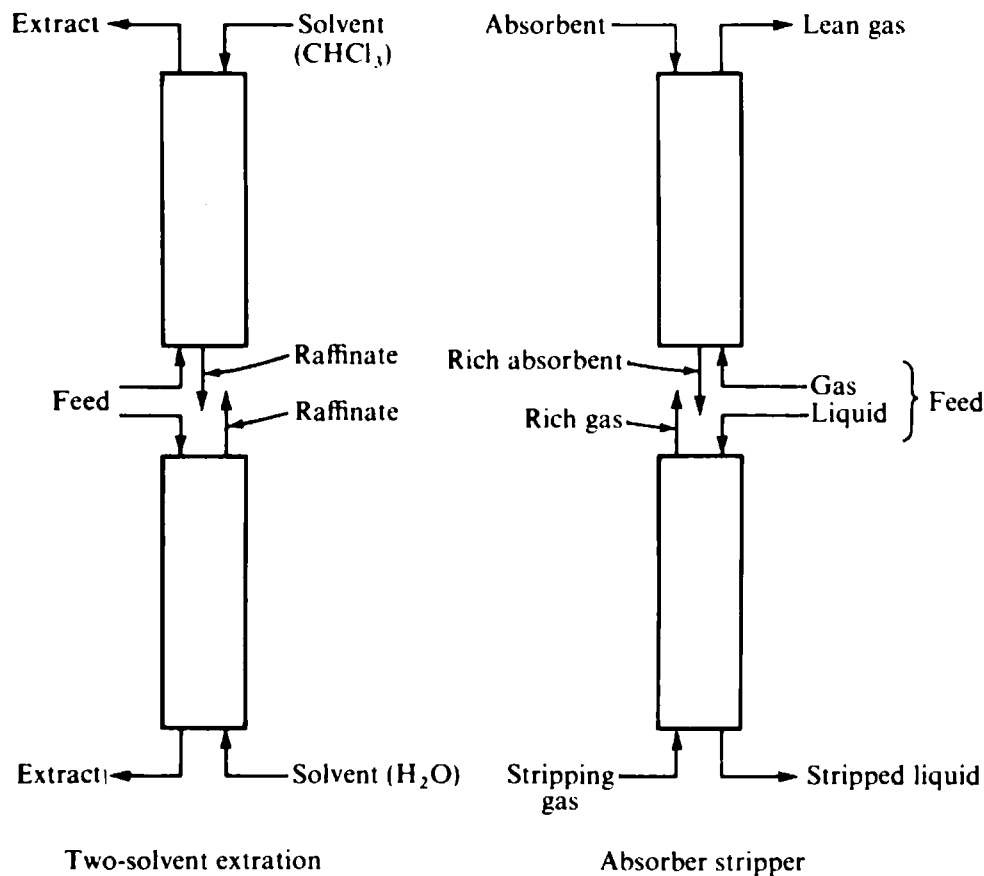 Extract
Solvent
(CHCl₃)
Raffinate
Feed
Raffinate
Extract
Solvent (H₂O)
Two-solvent extration
Absorbent
Lean gas
Rich absorbent
Gas
Liquid
Feed
Rich gas
Stripping
gas
Stripped liquid
Absorber stripper